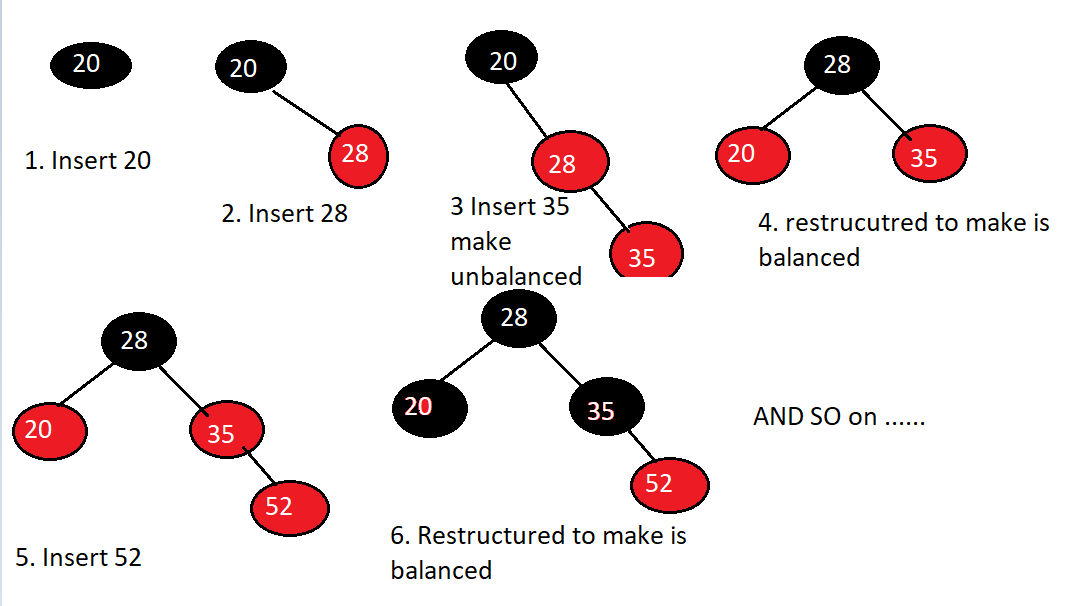 20
20
28
1. Insert 20
2. Insert 28
20
28
3 Insert 35
make
unbalanced
35
28
20
35
4. restrucutred to make is
balanced
28
20
35
52
5. Insert 52
28
20
35
52
6. Restructured to make is
balanced
AND SO on ......